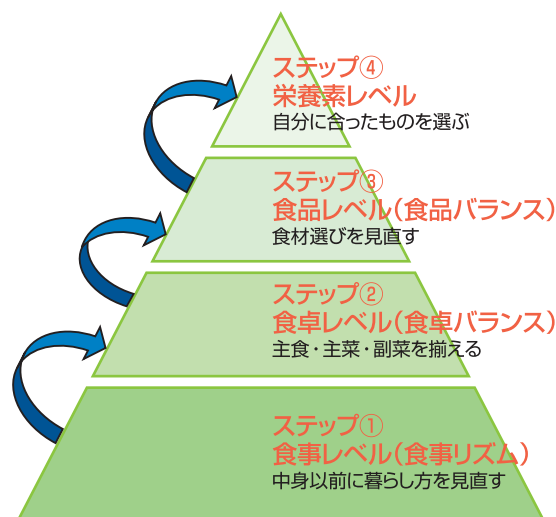 ステップ④
栄養素レベル
自分に合ったものを選ぶ
ステップ③
食品レベル（食品バランス）
食材選びを見直す
ステップ②
食卓レベル（食卓バランス）
主食・主菜・副菜を揃える
ステップ①
食事レベル（食事リズム）
中身以前に暮らし方を見直す